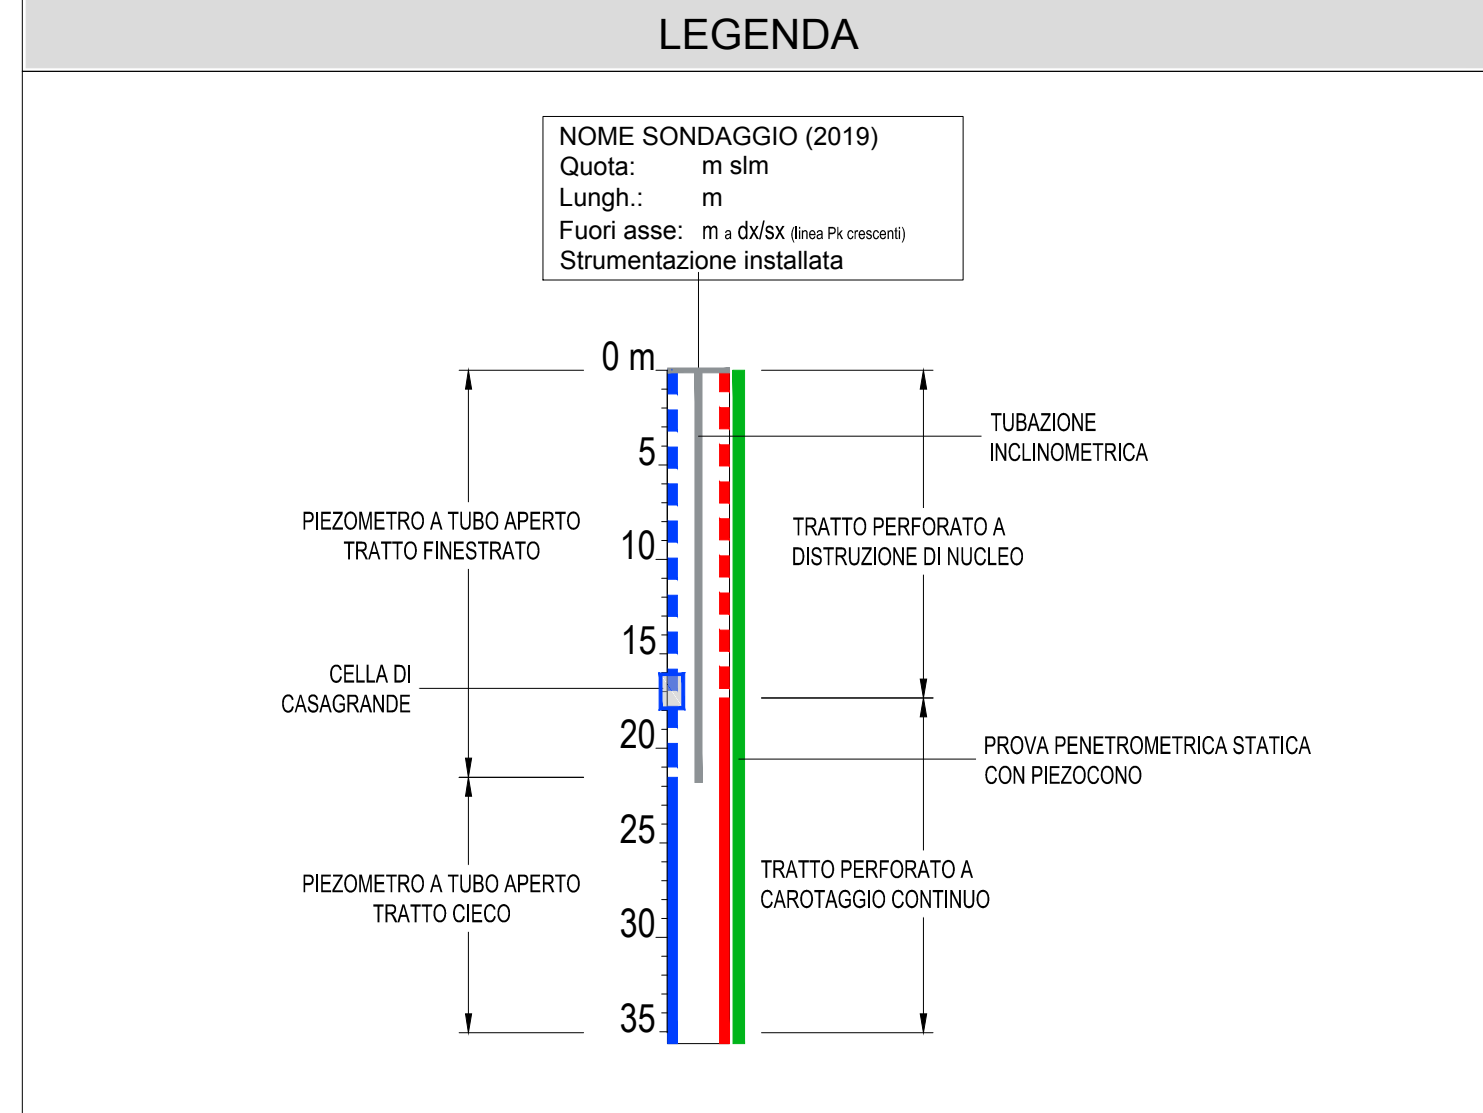 LEGENDA
NOME SONDAGGIO (2019)
Quota: m slm
Lungh.: m
Fuori asse: m a dx/sx (linea Pk crescenti)
Strumentazione installata
0 m
5
10
15
20
25
30
35
PIEZOMETRO A TUBO APERTO
TRATTO FINESTRATO
CELLA DI
CASAGRANDE
PIEZOMETRO A TUBO APERTO
TRATTO CIECO
TUBAZIONE
INCLINOMETRICA
TRATTO PERFORATO A
DISTRUZIONE DI NUCLEO
PROVA PENETROMETRICA STATICA
CON PIEZOCONO
TRATTO PERFORATO A
CAROTAGGIO CONTINUO